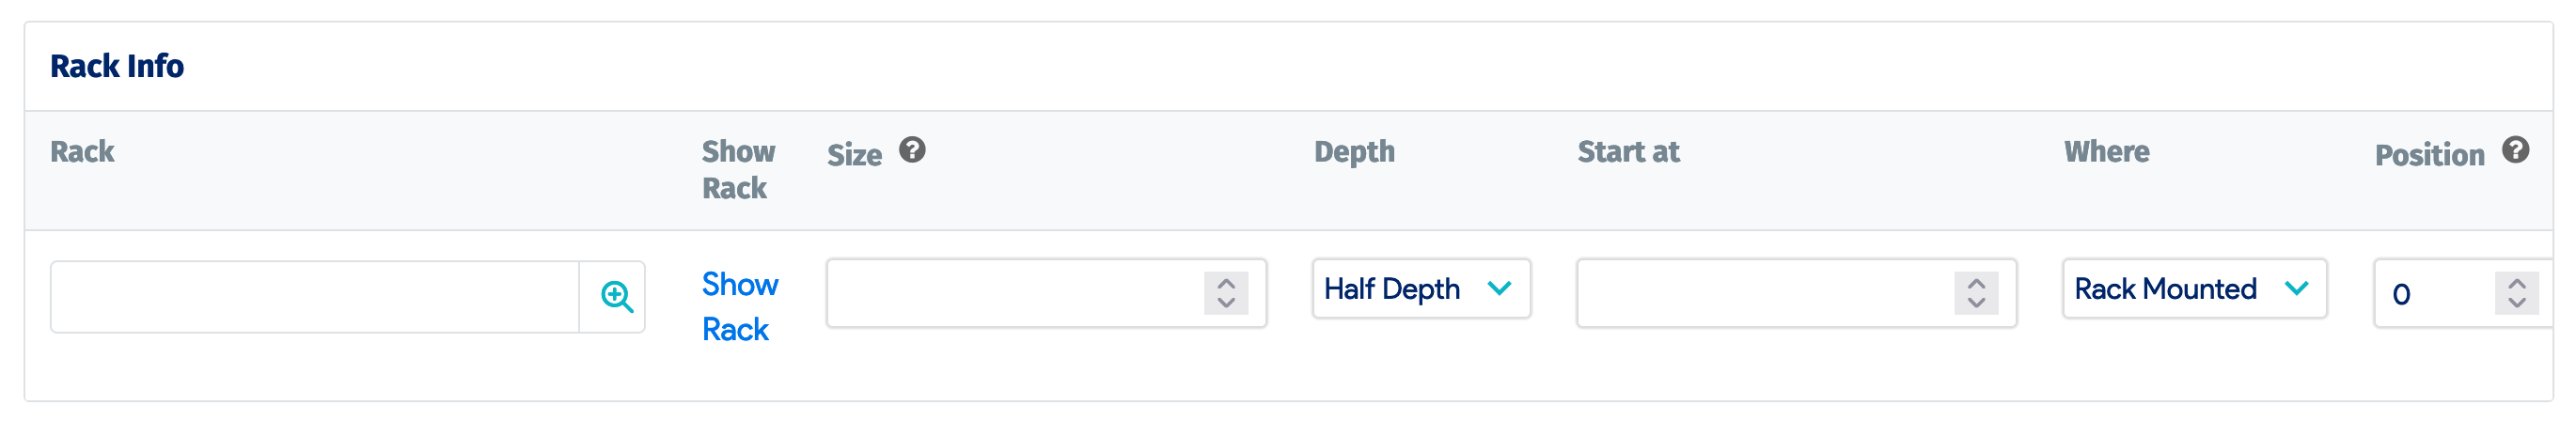 Rack Info
Rack
Show
Rack
Size ?
Depth
Start at
Where
Position ?
Show
Rack
Half Depth
Rack Mounted
0